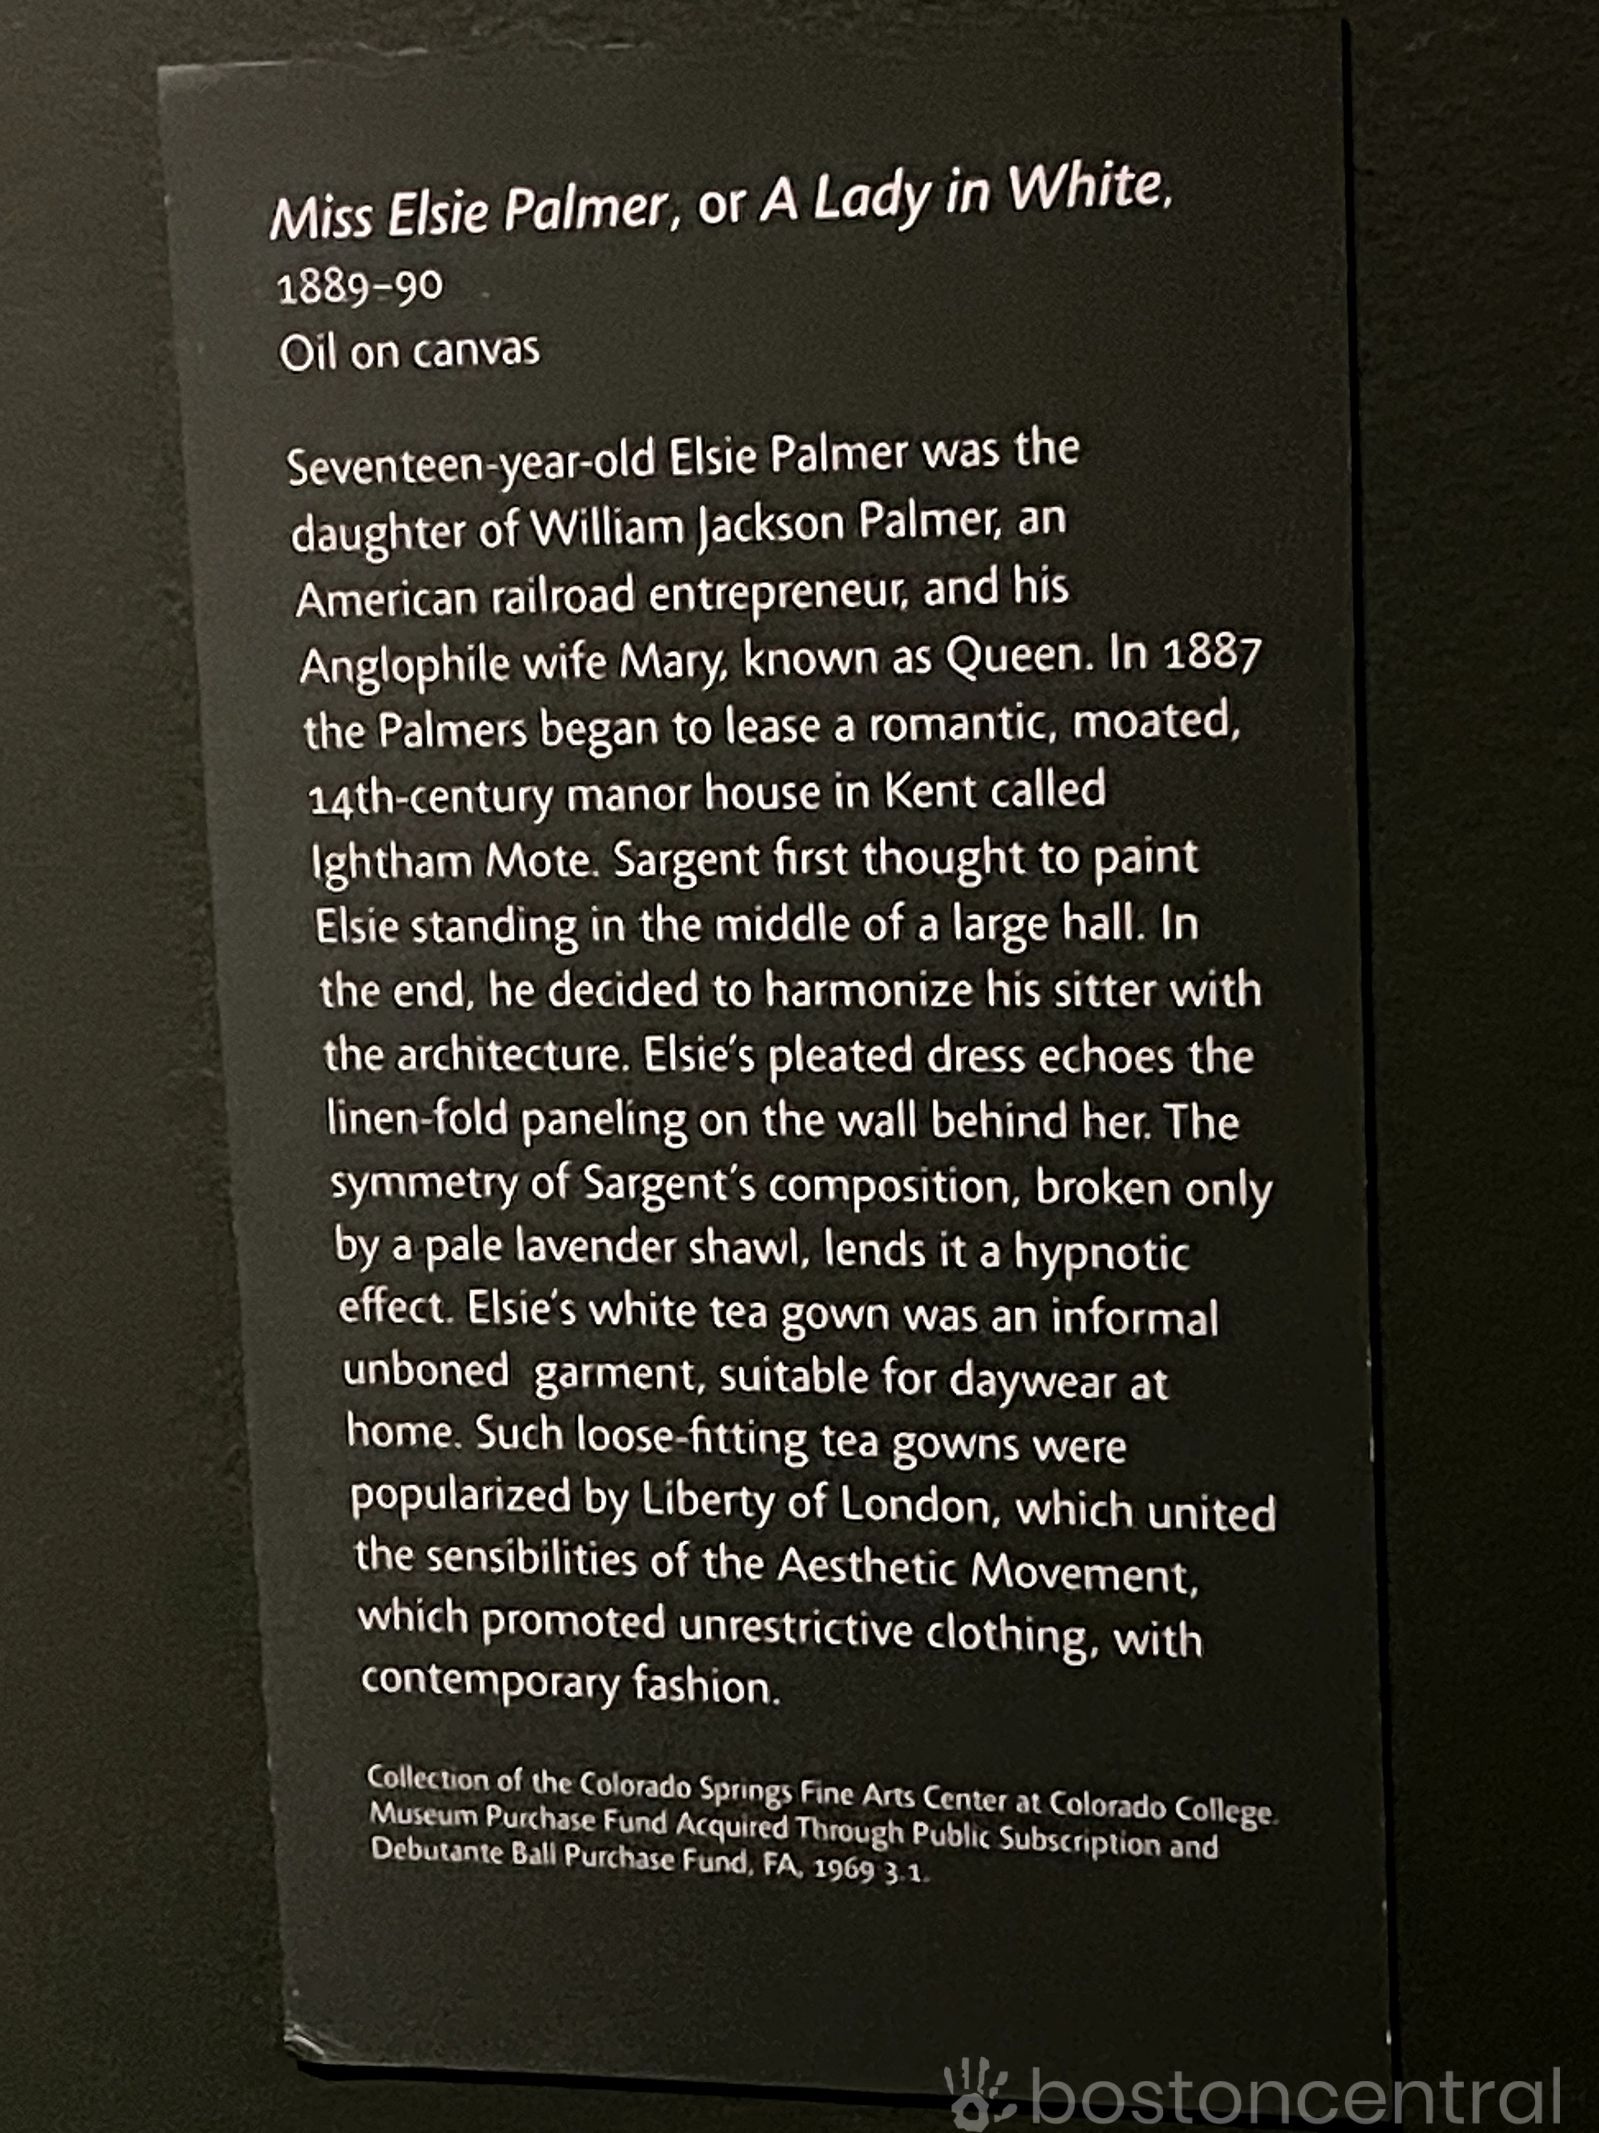 Miss Elsie Palmer, or A Lady in White,
1889–90
Oil on canvas
Seventeen-year-old Elsie Palmer was the
daughter of William Jackson Palmer, an
American railroad entrepreneur, and his
Anglophile wife Mary, known as Queen. In 1887
the Palmers began to lease a romantic, moated,
14th-century manor house in Kent called
Ightham Mote. Sargent first thought to paint
Elsie standing in the middle of a large hall. In
the end, he decided to harmonize his sitter with
the architecture. Elsie's pleated dress echoes the
linen-fold paneling on the wall behind her. The
symmetry of Sargent's composition, broken only
by a pale lavender shawl, lends it a hypnotic
effect. Elsie's white tea gown was an informal
unboned garment, suitable for daywear at
home. Such loose-fitting tea gowns were
popularized by Liberty of London, which united
the sensibilities of the Aesthetic Movement,
which promoted unrestrictive clothing, with
contemporary fashion.
Collection of the Colorado Springs Fine Arts Center at Colorado College.
Museum Purchase Fund Acquired Through Public Subscription and
Debutante Ball Purchase Fund, FA, 1969 3.1.
bostoncentral